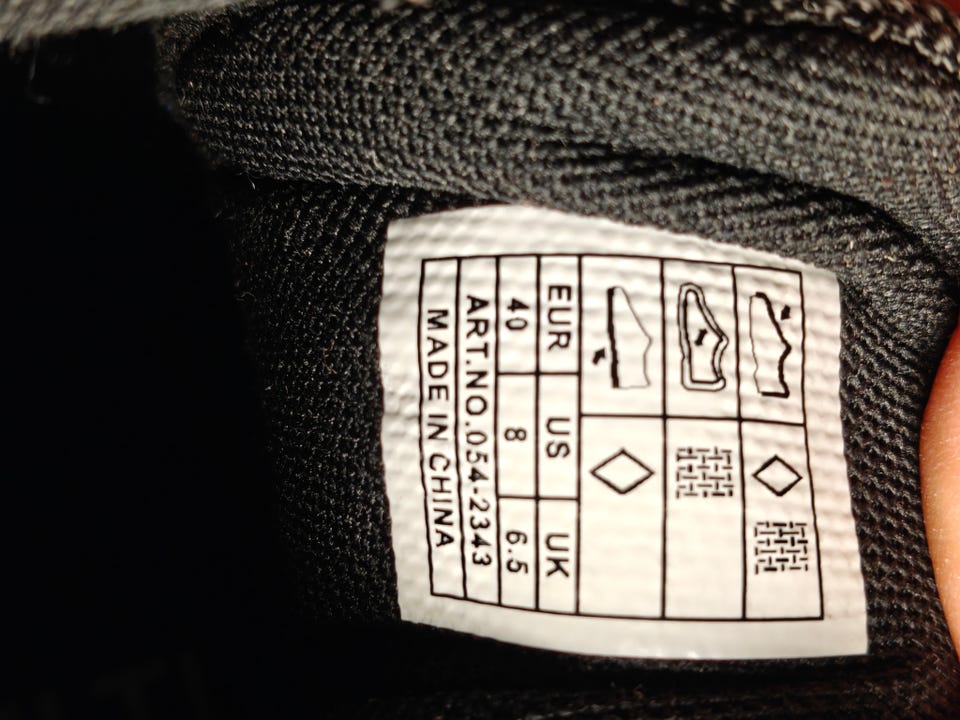 EUR US UK
40 8 6.5
ART.NO.054-2343
MADE IN CHINA